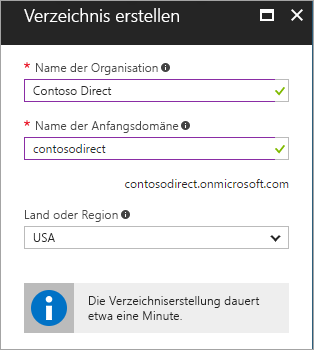 Verzeichnis erstellen
* Name der Organisation
Contoso Direct
* Name der Anfangsdomäne
contosodirect
contosodirect.onmicrosoft.com
Land oder Region
USA
Die Verzeichniserstellung dauert
etwa eine Minute.